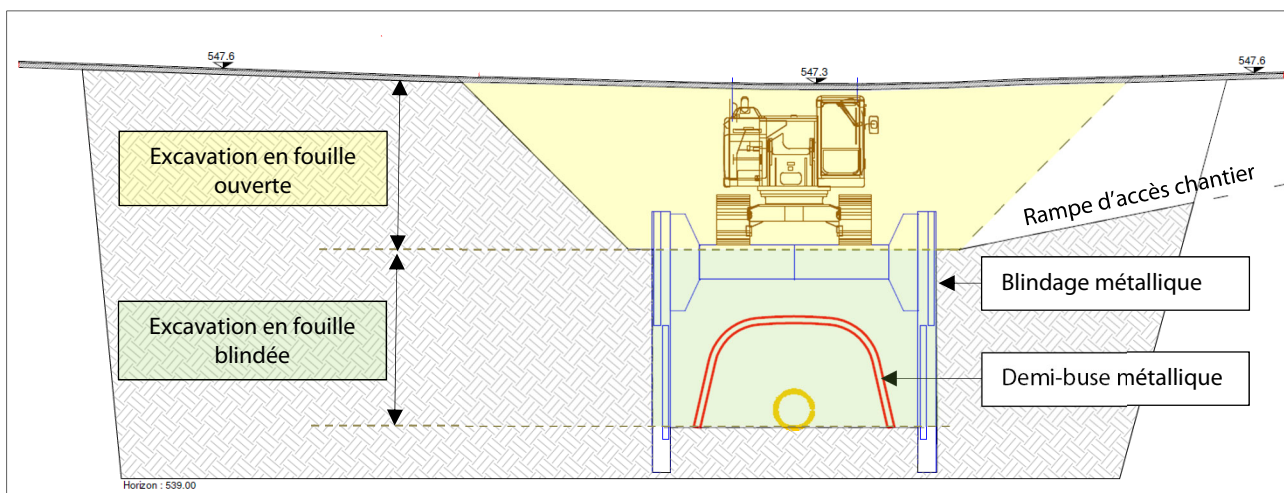 547.6
547.3
547.6
Excavation en fouille
ouverte
Rampe d'accès chantier
Blindage métallique
Excavation en fouille
blindée
Demi-buse métallique
Horizon : 539.00